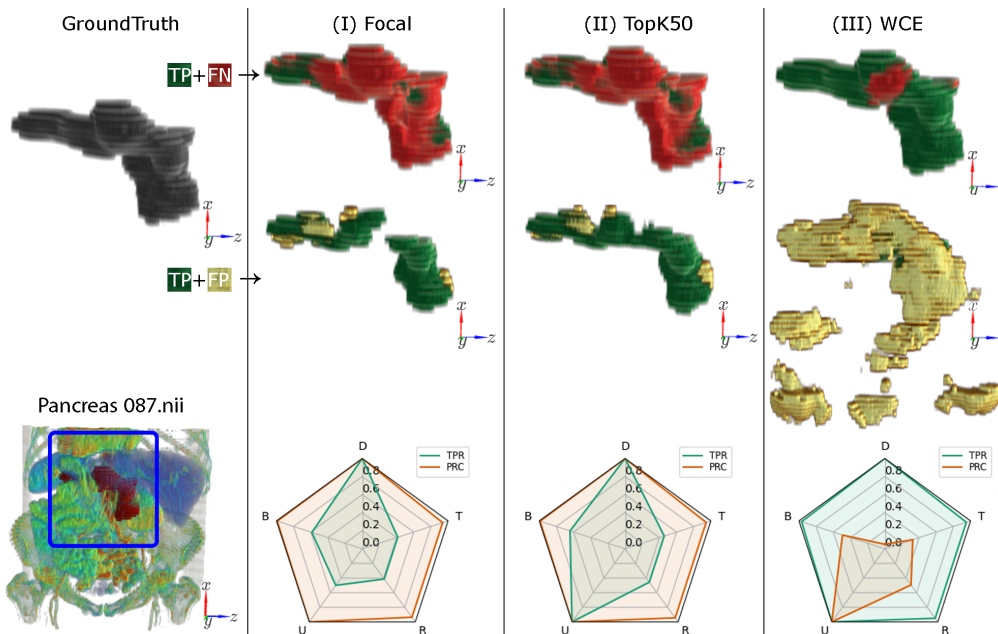 GroundTruth
(I) Focal
(II) TopK50
(III) WCE
TP+FN →
x
y
z
x
y
z
x
y
z
x
y
z
TP+FP →
x
y
z
x
y
z
x
y
z
Pancreas 087.nii
x
y
z
D
TPR
PRC
0.8
0.6
0.4
0.2
0.0
B
T
U
R
D
TPR
PRC
0.8
0.6
0.4
0.2
0.0
B
T
U
R
D
TPR
PRC
0.8
0.6
0.4
0.2
0.0
B
T
U
R